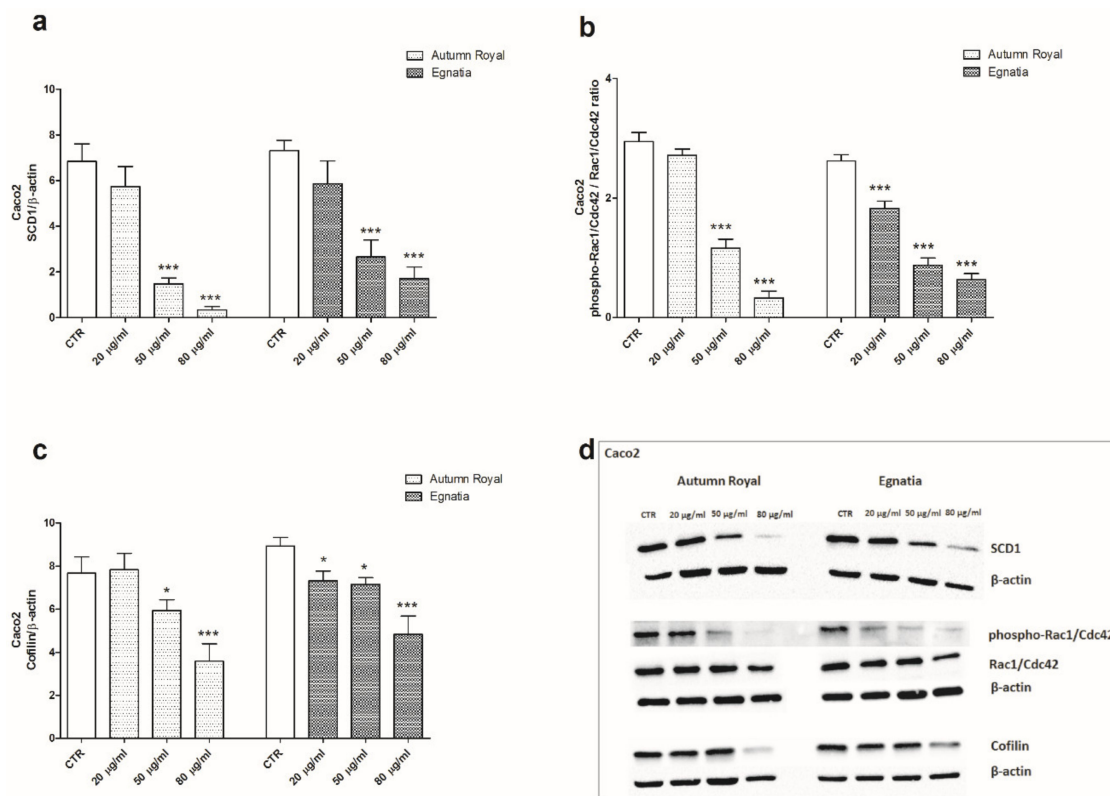 a
Autumn Royal
Egnatia
Caco2
SCD1/β-actin
10
8
6
4
2
0
***
***
***
***
CTR
20 µg/ml
50 µg/ml
80 µg/ml
CTR
20 µg/ml
50 µg/ml
80 µg/ml
b
Autumn Royal
Egnatia
Caco2
phospho-Rac1/Cdc42 / Rac1/Cdc42 ratio
4
2
0
***
***
***
***
***
CTR
20 µg/ml
50 µg/ml
80 µg/ml
CTR
20 µg/ml
50 µg/ml
80 µg/ml
c
Autumn Royal
Egnatia
Caco2
Cofilin/β-actin
10
8
6
4
2
0
*
***
*
*
***
CTR
20 µg/ml
50 µg/ml
80 µg/ml
CTR
20 µg/ml
50 µg/ml
80 µg/ml
d
Caco2
Autumn Royal Egnatia
CTR 20 µg/ml 50 µg/ml 80 µg/ml CTR 20 µg/ml 50 µg/ml 80 µg/ml
SCD1
β-actin
phospho-Rac1/Cdc42
Rac1/Cdc42
β-actin
Cofilin
β-actin